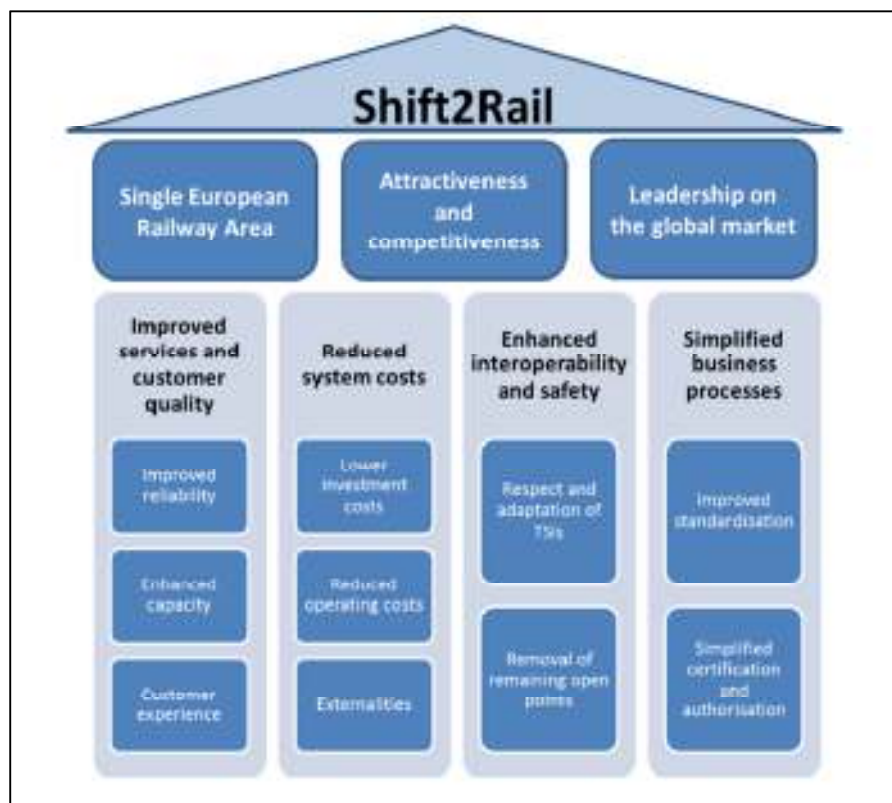 Shift2Rail
Single European
Railway Area
Attractiveness
and
competitiveness
Leadership on
the global market
Improved
services and
customer
quality
Improved
reliability
Enhanced
capacity
Customer
experience
Reduced
system costs
Lower
investment
costs
Reduced
operating costs
Externalities
Enhanced
interoperability
and safety
Respect and
adaptation of
TSIs
Removal of
remaining open
points
Simplified
business
processes
Improved
standardisation
Simplified
certification
and
authorisation